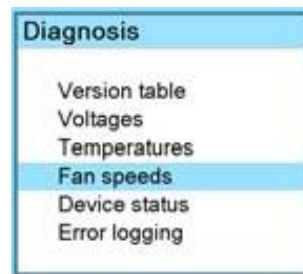 Diagnosis
Version table
Voltages
Temperatures
Fan speeds
Device status
Error logging